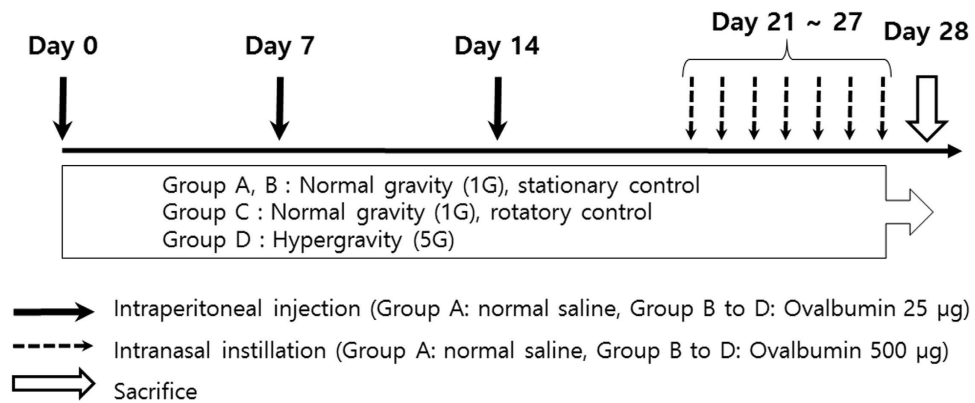 Day 0
Day 7
Day 14
Day 21 ~ 27
Day 28
Group A, B : Normal gravity (1G), stationary control
Group C : Normal gravity (1G), rotatory control
Group D : Hypergravity (5G)
Intraperitoneal injection (Group A: normal saline, Group B to D: Ovalbumin 25 μg)
Intranasal instillation (Group A: normal saline, Group B to D: Ovalbumin 500 μg)
Sacrifice